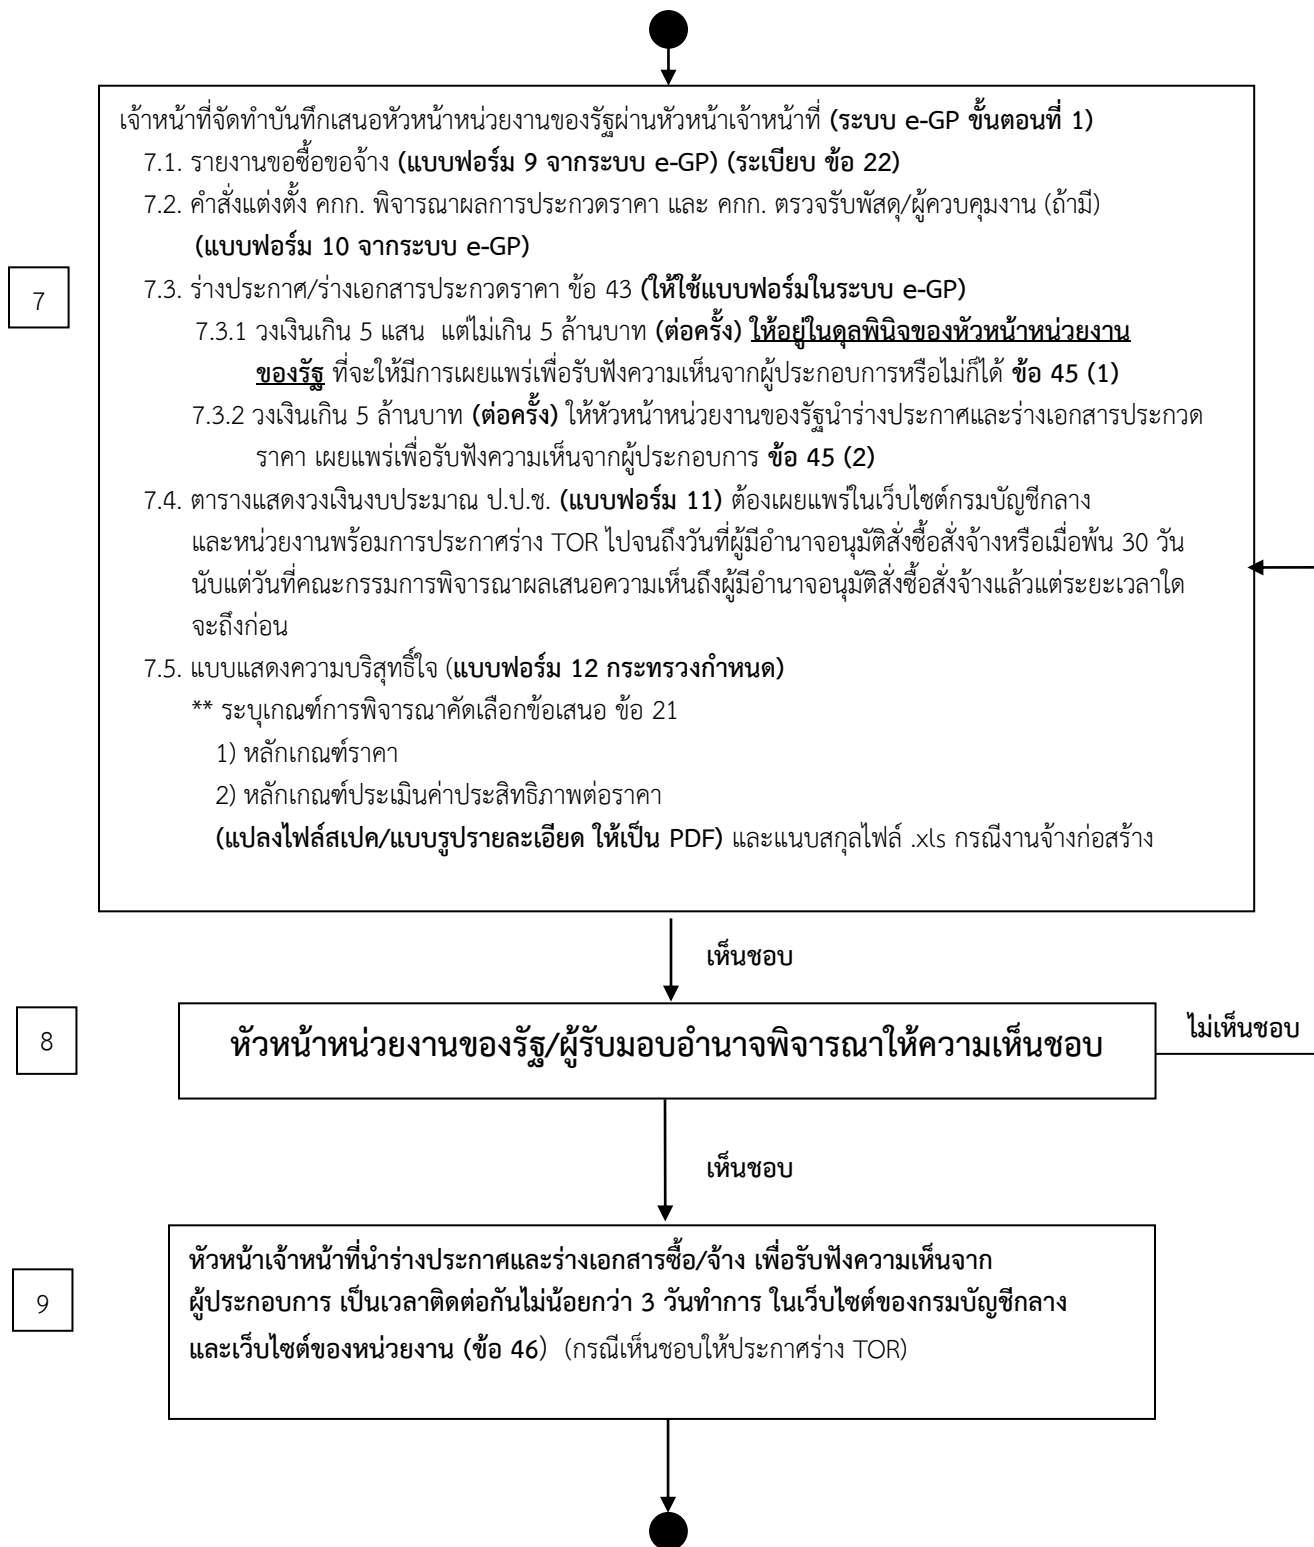 เจ้าหน้าที่จัดทำบันทึกเสนอหัวหน้าหน่วยงานของรัฐผ่านหัวหน้าเจ้าหน้าที่ (ระบบ e-GP ขั้นตอนที่ 1)
7.1. รายงานขอซื้อขอจ้าง (แบบฟอร์ม 9 จากระบบ e-GP) (ระเบียบ ข้อ 22)
7.2. คำสั่งแต่งตั้ง คกก. พิจารณาผลการประกวดราคา และ คกก. ตรวจรับพัสดุ/ผู้ควบคุมงาน (ถ้ามี)
(แบบฟอร์ม 10 จากระบบ e-GP)
7
7.3. ร่างประกาศ/ร่างเอกสารประกวดราคา ข้อ 43 (ให้ใช้แบบฟอร์มในระบบ e-GP)
7.3.1 วงเงินเกิน 5 แสน แต่ไม่เกิน 5 ล้านบาท (ต่อครั้ง) ให้อยู่ในดุลพินิจของหัวหน้าหน่วยงาน
ของรัฐ ที่จะให้มีการเผยแพร่เพื่อรับฟังความเห็นจากผู้ประกอบการหรือไม่ก็ได้ ข้อ 45 (1)
7.3.2 วงเงินเกิน 5 ล้านบาท (ต่อครั้ง) ให้หัวหน้าหน่วยงานของรัฐนำร่างประกาศและร่างเอกสารประกวด
ราคา เผยแพร่เพื่อรับฟังความเห็นจากผู้ประกอบการ ข้อ 45 (2)
7.4. ตารางแสดงวงเงินงบประมาณ ป.ป.ช. (แบบฟอร์ม 11) ต้องเผยแพร่ในเว็บไซต์กรมบัญชีกลาง
และหน่วยงานพร้อมการประกาศร่าง TOR ไปจนถึงวันที่ผู้มีอำนาจอนุมัติสั่งซื้อสั่งจ้างหรือเมื่อพ้น 30 วัน
นับแต่วันที่คณะกรรมการพิจารณาผลเสนอความเห็นถึงผู้มีอำนาจอนุมัติสั่งซื้อสั่งจ้างแล้วแต่ระยะเวลาใด
จะถึงก่อน
7.5. แบบแสดงความบริสุทธิ์ใจ (แบบฟอร์ม 12 กระทรวงกำหนด)
** ระบุเกณฑ์การพิจารณาคัดเลือกข้อเสนอ ข้อ 21
1) หลักเกณฑ์ราคา
2) หลักเกณฑ์ประเมินค่าประสิทธิภาพต่อราคา
(แปลงไฟล์สเปค/แบบรูปรายละเอียด ให้เป็น PDF) และแนบสกุลไฟล์ .xls กรณีงานจ้างก่อสร้าง
เห็นชอบ
8
หัวหน้าหน่วยงานของรัฐ/ผู้รับมอบอำนาจพิจารณาให้ความเห็นชอบ
ไม่เห็นชอบ
เห็นชอบ
9
หัวหน้าเจ้าหน้าที่นำร่างประกาศและร่างเอกสารซื้อ/จ้าง เพื่อรับฟังความเห็นจาก
ผู้ประกอบการ เป็นเวลาติดต่อกันไม่น้อยกว่า 3 วันทำการ ในเว็บไซต์ของกรมบัญชีกลาง
และเว็บไซต์ของหน่วยงาน (ข้อ 46) (กรณีเห็นชอบให้ประกาศร่าง TOR)